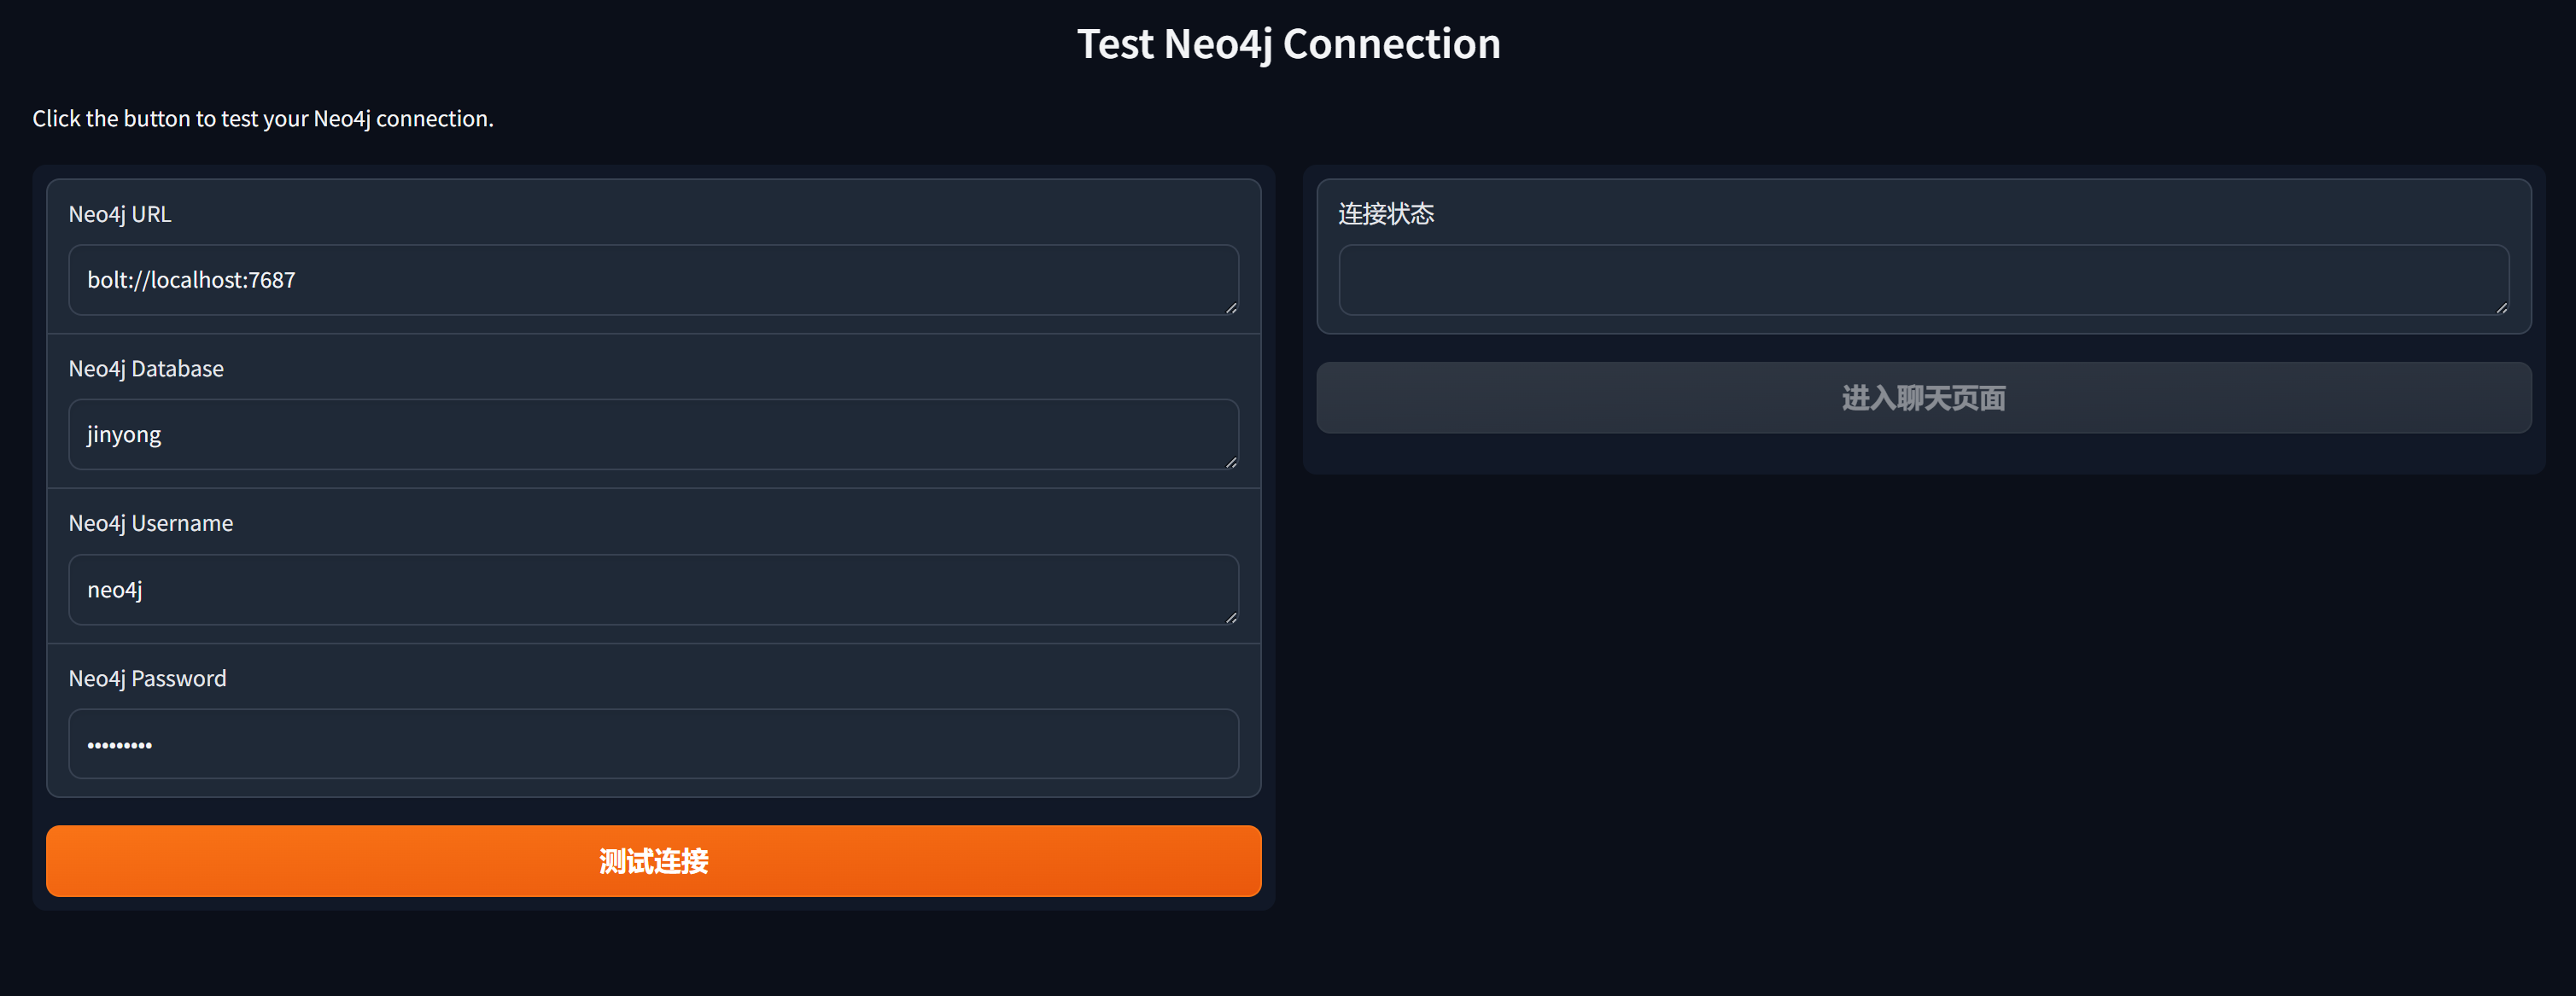 Test Neo4j Connection
Click the button to test your Neo4j connection.
Neo4j URL
bolt://localhost:7687
Neo4j Database
jinyong
Neo4j Username
neo4j
Neo4j Password
•••••••••
测试连接
连接状态
进入聊天页面